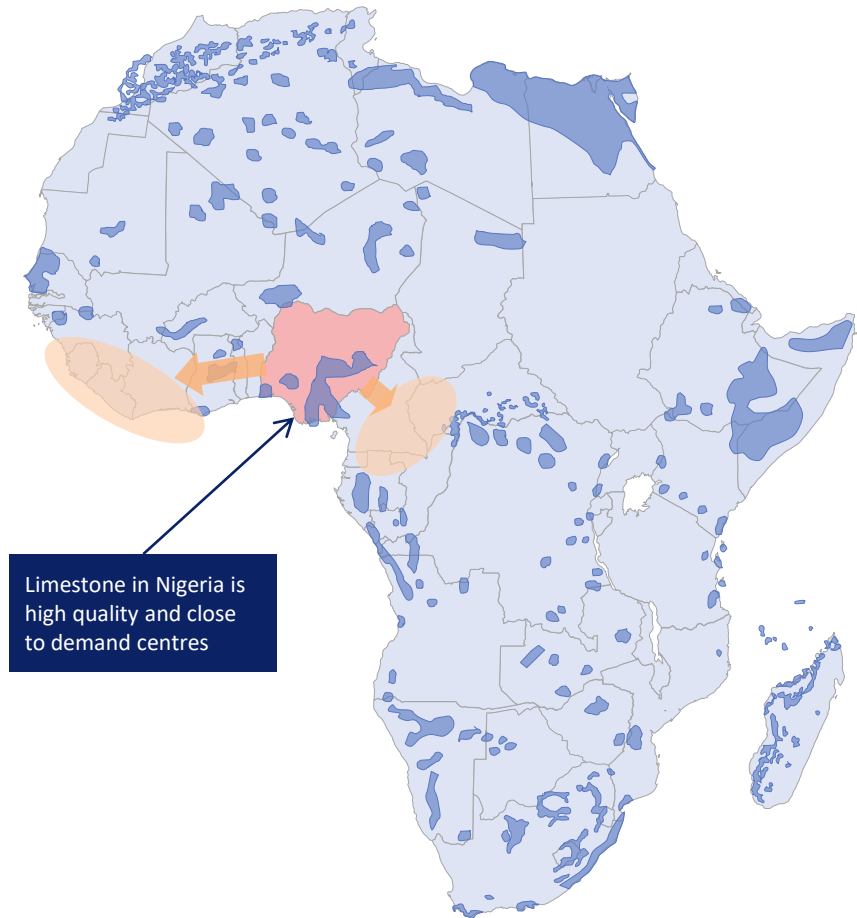 Limestone in Nigeria is
high quality and close
to demand centres